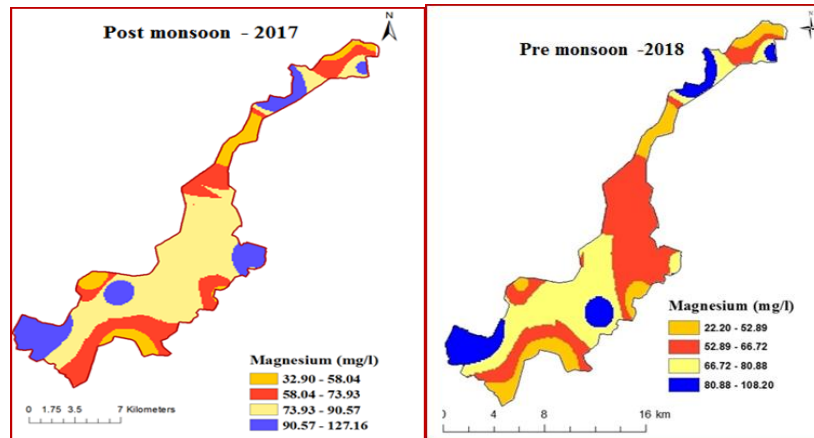 Post monsoon - 2017
N
Magnesium (mg/l)
32.90 - 58.04
58.04 - 73.93
73.93 - 90.57
90.57 - 127.16
0 1.75 3.5 7 Kilometers
Pre monsoon -2018
N
Magnesium (mg/l)
22.20 - 52.89
52.89 - 66.72
66.72 - 80.88
80.88 - 108.20
0 4 8 16 km